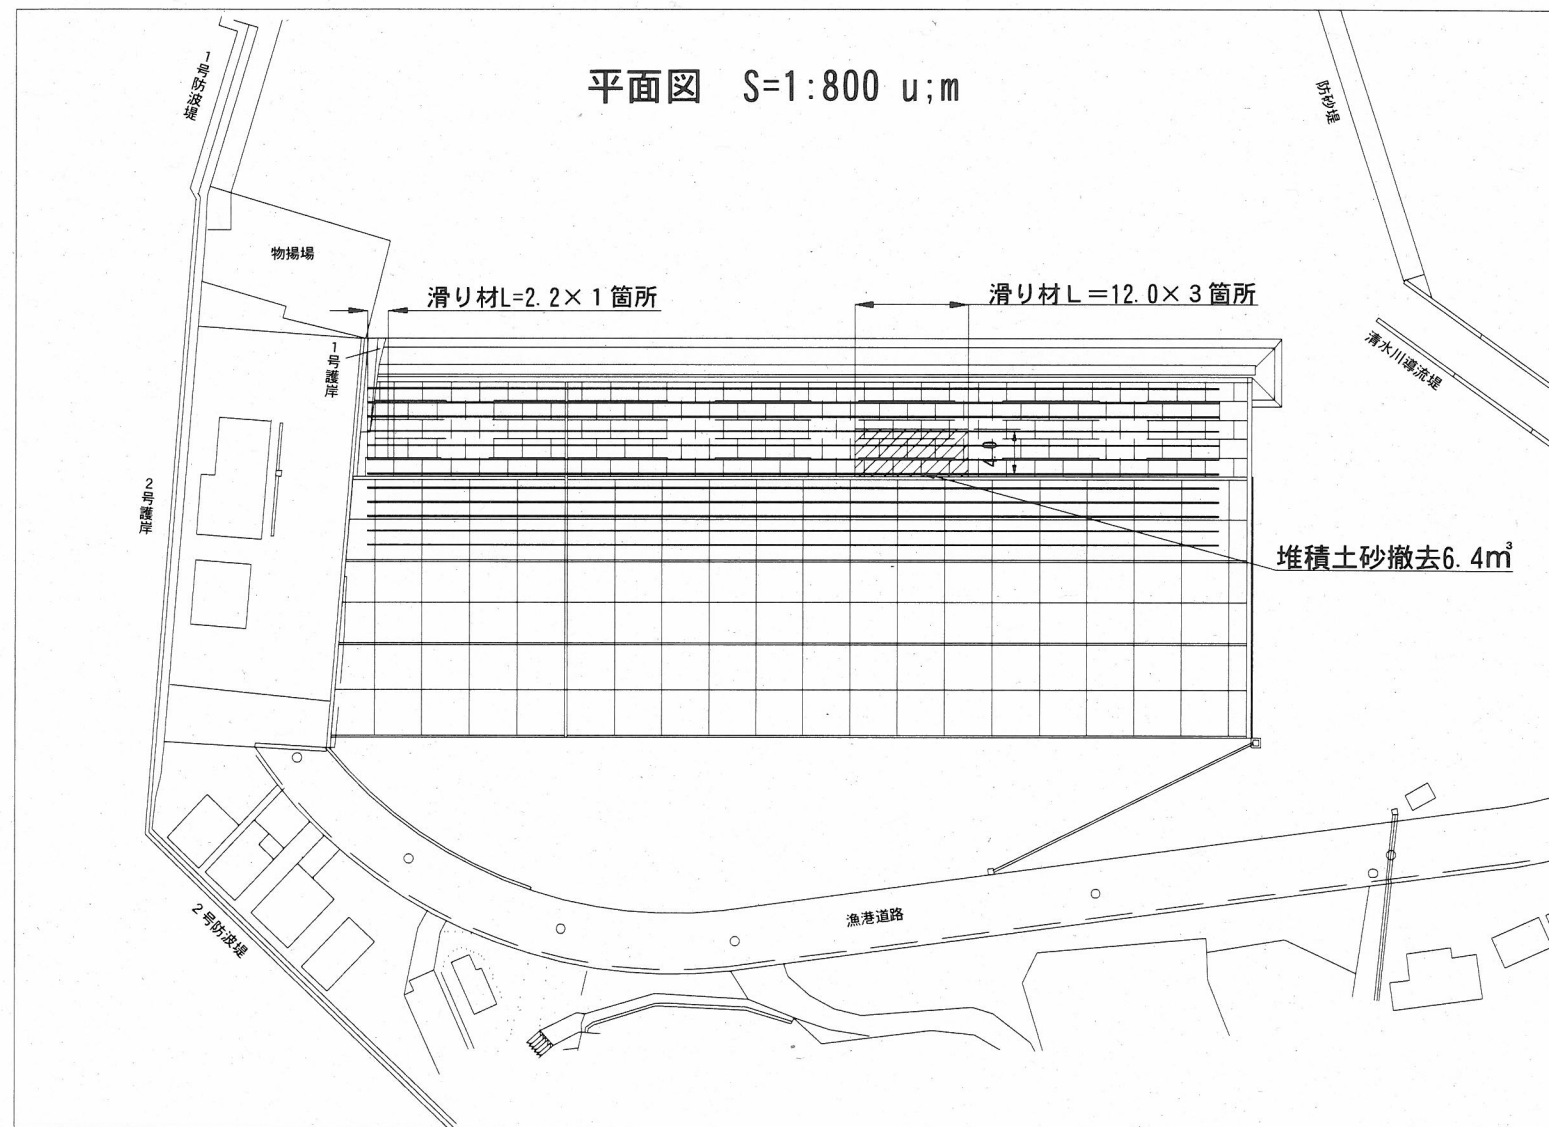 平面図 S=1:800 u;m
1号防波堤
防砂堤
物揚場
滑り材L=2.2×1箇所
滑り材L=12.0×3箇所
1号護岸
清水川導流堤
4.0
2号護岸
堆積土砂撤去6.4m³
漁港道路
2号防波堤